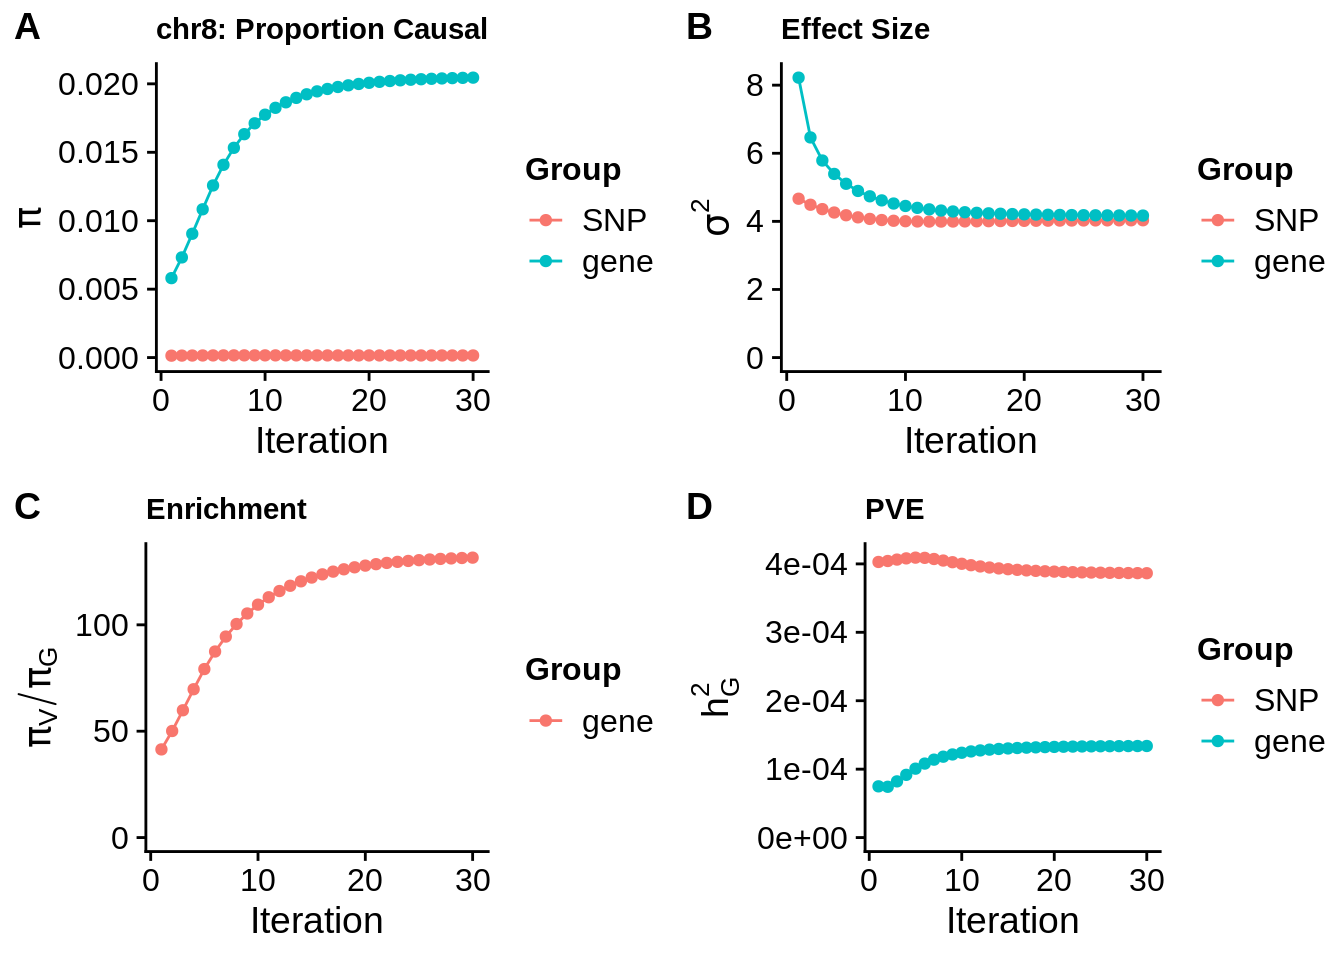 A
chr8: Proportion Causal
π
0.020
0.015
0.010
0.005
0.000
0 10 20 30
Iteration
Group
SNP
gene
B
Effect Size
σ²
8
6
4
2
0
0 10 20 30
Iteration
Group
SNP
gene
C
Enrichment
π_V/π_G
100
50
0
0 10 20 30
Iteration
Group
gene
D
PVE
h²_G
4e-04
3e-04
2e-04
1e-04
0e+00
0 10 20 30
Iteration
Group
SNP
gene